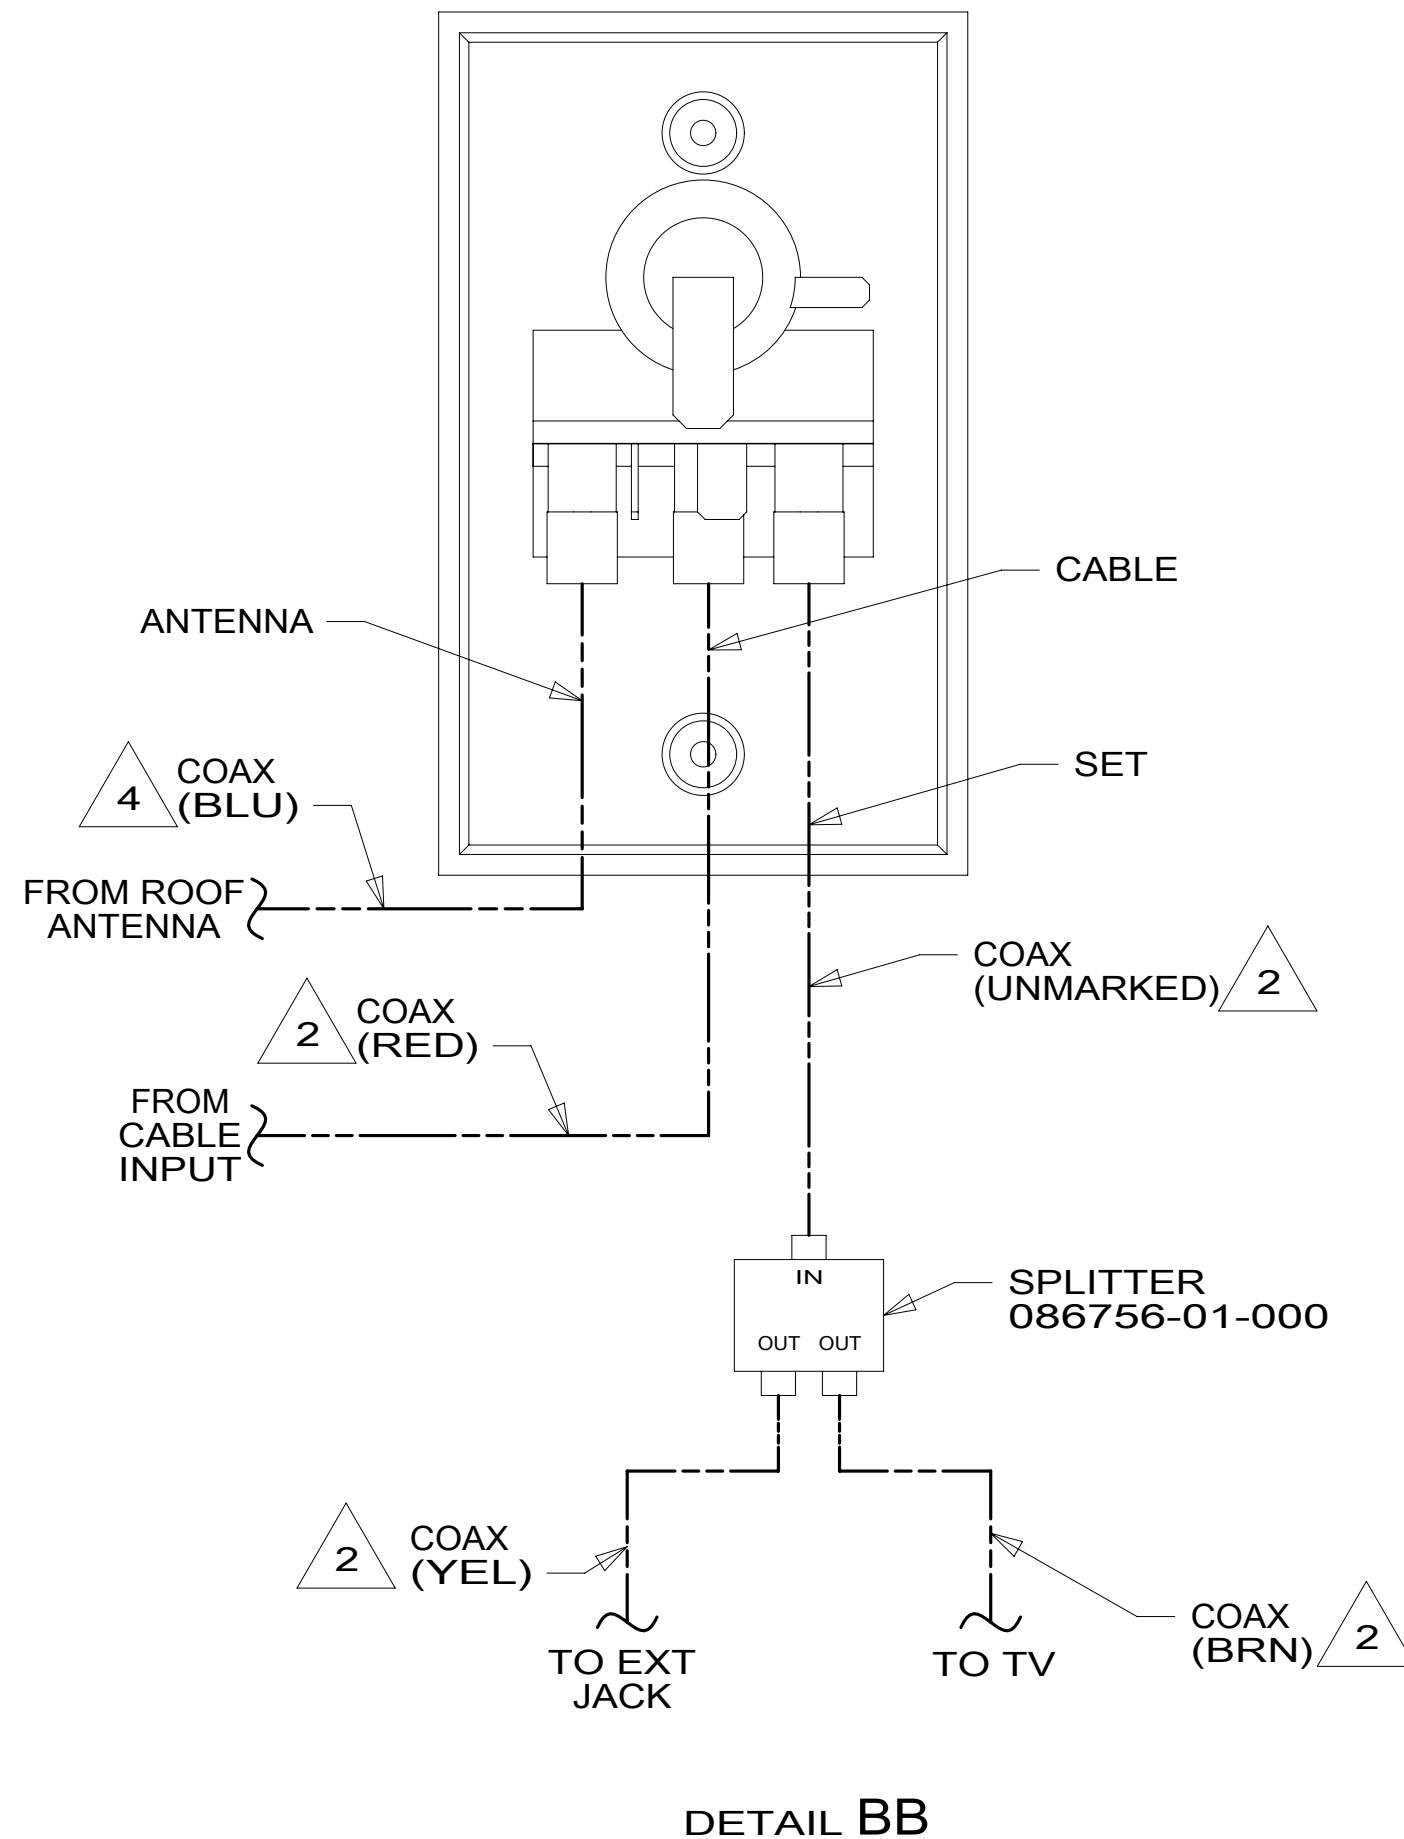 CABLE
ANTENNA
SET
4
COAX
(BLU)
FROM ROOF
ANTENNA
COAX
(UNMARKED)
2
2
COAX
(RED)
FROM
CABLE
INPUT
IN
OUT OUT
SPLITTER
086756-01-000
2
COAX
(YEL)
TO EXT
JACK
TO TV
COAX
(BRN)
2
DETAIL BB